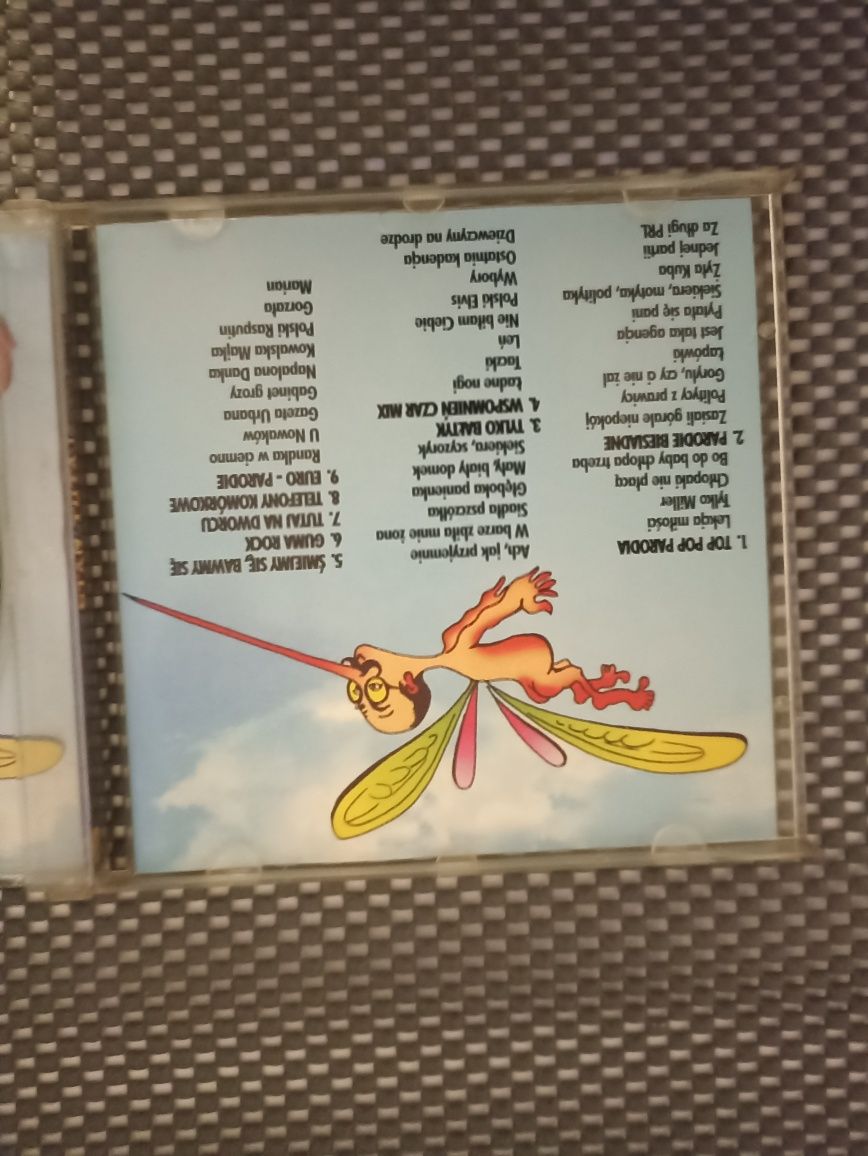 1. TOP POP PARODIA
Lekcja miłości
Tylko Miller
Chłopaki nie płacą
Bo do baby chłopa trzeba
2. PARODIE BIESIADNE
Zasiali górale niepokój
Politycy z prawicy
Gorylu, czy ci nie żal
Łapówki
Jest taka agencja
Pytała się pani
Siekiera, motyka, polityka
Żyła Kuba
Jednej partii
Za długi PRL
Ach, jak przyjemnie
W barze zbiła mnie żona
Siadła pszczółka
Głęboka panienka
Mały, biały domek
Siekiera, scyzoryk
3. TYLKO BAŁTYK
4. WSPOMNIEŃ CZAR MIX
Ładne nogi
Taczki
Leń
Nie biłam Ciebie
Polski Elvis
Wybory
Ostatnia kadencja
Dziewczyny na drodze
5. ŚMIEJMY SIĘ, BAWMY SIĘ
6. GUMA ROCK
7. TUTAJ NA DWORCU
8. TELEFONY KOMÓRKOWE
9. EURO - PARODIE
Randka w ciemno
U Nowaków
Gazeta Urbana
Gabinet grozy
Napalona Danka
Kowalska Majka
Polski Rasputin
Gorzała
Marian